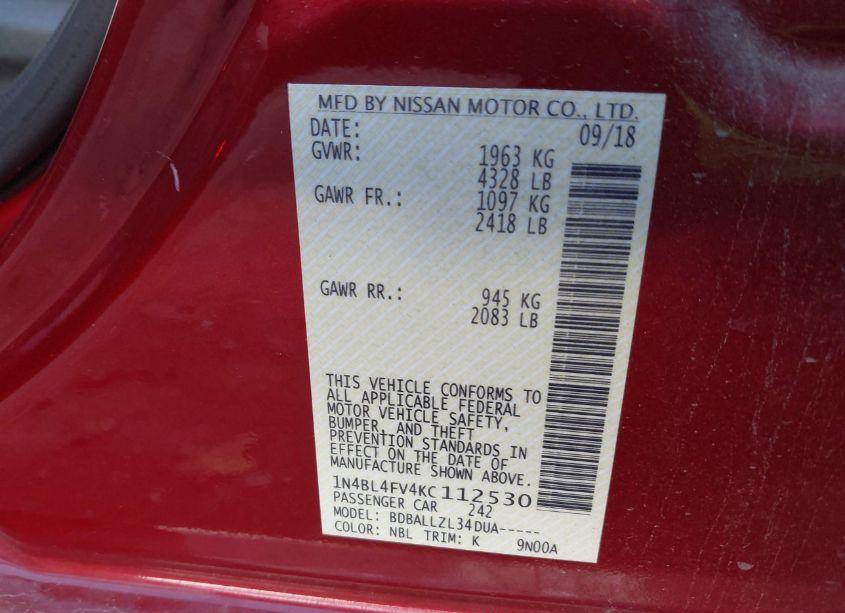 MFD BY NISSAN MOTOR CO., LTD.
DATE: 09/18
GVWR: 1963 KG
4328 LB
GAWR FR.: 1097 KG
2418 LB
GAWR RR.: 945 KG
2083 LB
THIS VEHICLE CONFORMS TO
ALL APPLICABLE FEDERAL
MOTOR VEHICLE SAFETY,
BUMPER, AND THEFT
PREVENTION STANDARDS IN
EFFECT ON THE DATE OF
MANUFACTURE SHOWN ABOVE.
1N4BL4FV4KC112530
PASSENGER CAR 242
MODEL: BDBALLZL34DUA-----
COLOR: NBL TRIM: K 9N00A